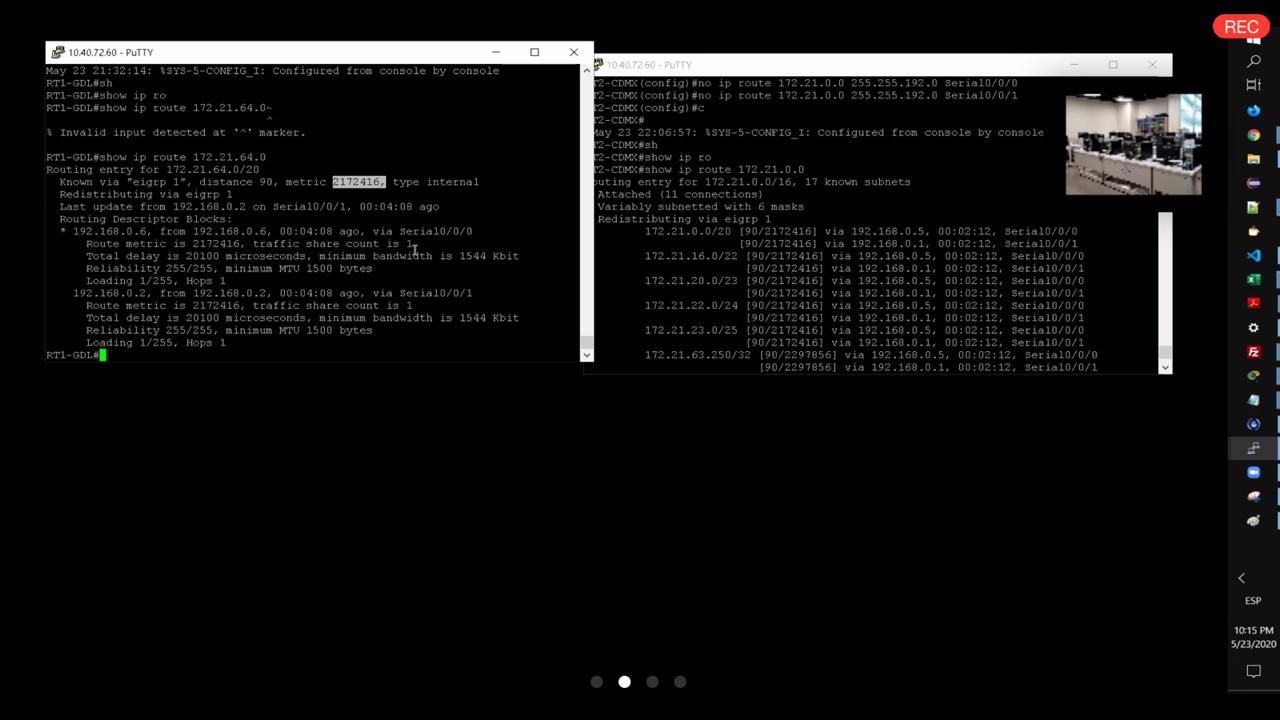 REC
10.40.72.60 - PuTTY
May 23 21:32:14: %SYS-5-CONFIG_I: Configured from console by console
RT1-GDL#sh
RT1-GDL#show ip ro
RT1-GDL#show ip route 172.21.64.0~
^
% Invalid input detected at '^' marker.
RT1-GDL#show ip route 172.21.64.0
Routing entry for 172.21.64.0/20
Known via "eigrp 1", distance 90, metric 2172416, type internal
Redistributing via eigrp 1
Last update from 192.168.0.2 on Serial0/0/1, 00:04:08 ago
Routing Descriptor Blocks:
* 192.168.0.6, from 192.168.0.6, 00:04:08 ago, via Serial0/0/0
Route metric is 2172416, traffic share count is 1
Total delay is 20100 microseconds, minimum bandwidth is 1544 Kbit
Reliability 255/255, minimum MTU 1500 bytes
Loading 1/255, Hops 1
192.168.0.2, from 192.168.0.2, 00:04:08 ago, via Serial0/0/1
Route metric is 2172416, traffic share count is 1
Total delay is 20100 microseconds, minimum bandwidth is 1544 Kbit
Reliability 255/255, minimum MTU 1500 bytes
Loading 1/255, Hops 1
RT1-GDL#
10.40.72.60 - PuTTY
T2-CDMX(config)#no ip route 172.21.0.0 255.255.192.0 Serial0/0/0
T2-CDMX(config)#no ip route 172.21.0.0 255.255.192.0 Serial0/0/1
T2-CDMX(config)#c
T2-CDMX#
May 23 22:06:57: %SYS-5-CONFIG_I: Configured from console by console
T2-CDMX#sh
T2-CDMX#show ip ro
T2-CDMX#show ip route 172.21.0.0
outing entry for 172.21.0.0/16, 17 known subnets
Attached (11 connections)
Variably subnetted with 6 masks
Redistributing via eigrp 1
172.21.0.0/20 [90/2172416] via 192.168.0.5, 00:02:12, Serial0/0/0
[90/2172416] via 192.168.0.1, 00:02:12, Serial0/0/1
172.21.16.0/22 [90/2172416] via 192.168.0.5, 00:02:12, Serial0/0/0
[90/2172416] via 192.168.0.1, 00:02:12, Serial0/0/1
172.21.20.0/23 [90/2172416] via 192.168.0.5, 00:02:12, Serial0/0/0
[90/2172416] via 192.168.0.1, 00:02:12, Serial0/0/1
172.21.22.0/24 [90/2172416] via 192.168.0.5, 00:02:12, Serial0/0/0
[90/2172416] via 192.168.0.1, 00:02:12, Serial0/0/1
172.21.23.0/25 [90/2172416] via 192.168.0.5, 00:02:12, Serial0/0/0
[90/2172416] via 192.168.0.1, 00:02:12, Serial0/0/1
172.21.63.250/32 [90/2297856] via 192.168.0.5, 00:02:12, Serial0/0/0
[90/2297856] via 192.168.0.1, 00:02:12, Serial0/0/1
ESP
10:15 PM
5/23/2020